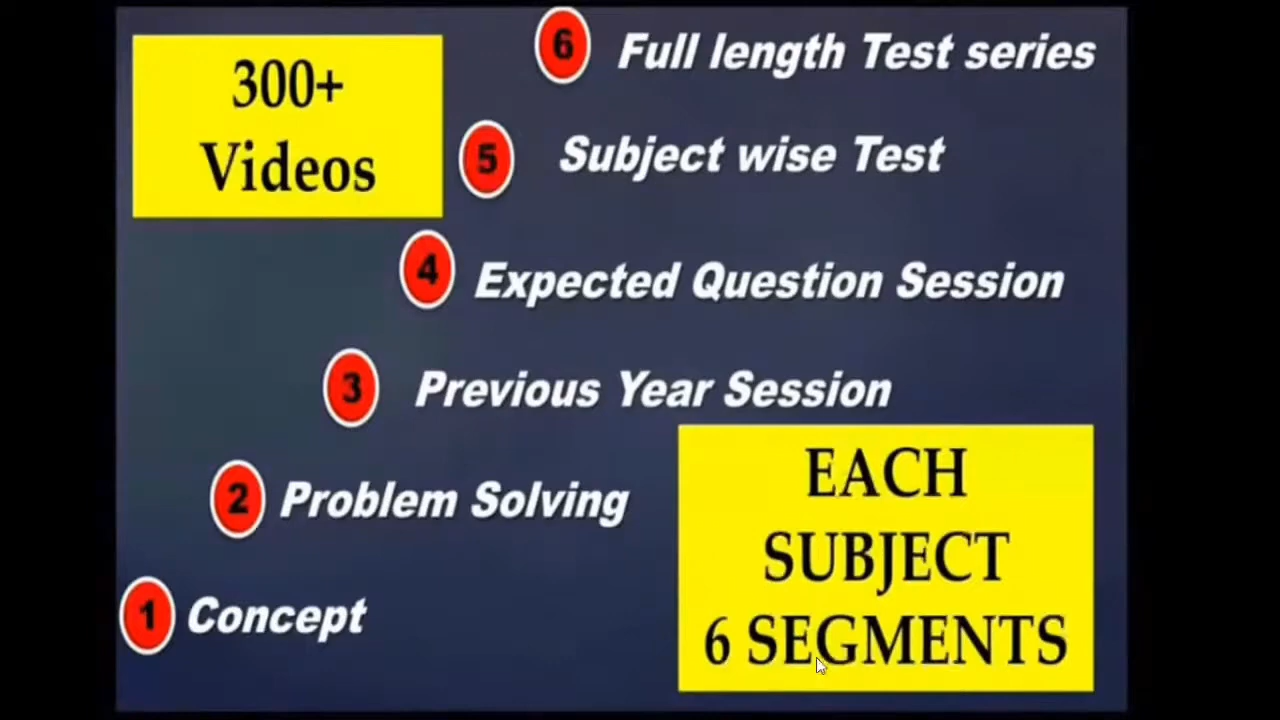 300+
Videos
6 Full length Test series
5 Subject wise Test
4 Expected Question Session
3 Previous Year Session
2 Problem Solving
1 Concept
EACH
SUBJECT
6 SEGMENTS